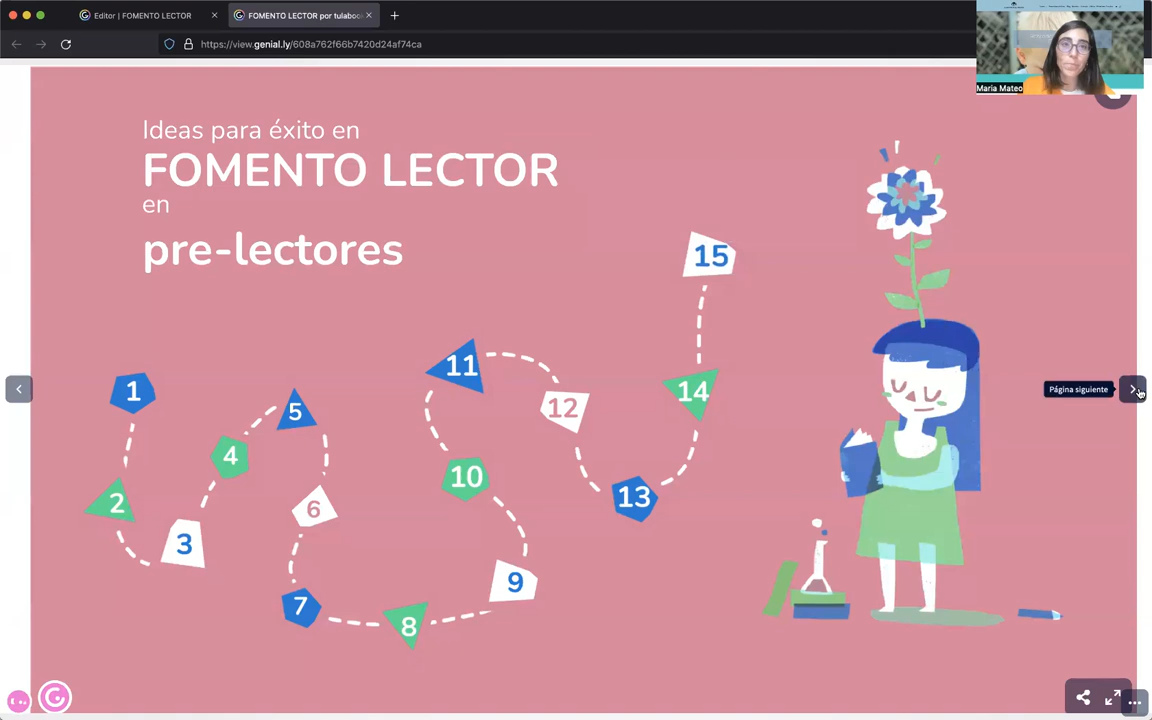 Editor | FOMENTO LECTOR
FOMENTO LECTOR por tulaboo
https://view.genial.ly/608a762f66b7420d24af74ca
Maria Mateo
Ideas para éxito en
FOMENTO LECTOR
en
pre-lectores
15
11
1
14
5
12
4
10
2
13
6
3
9
7
8
Página siguiente